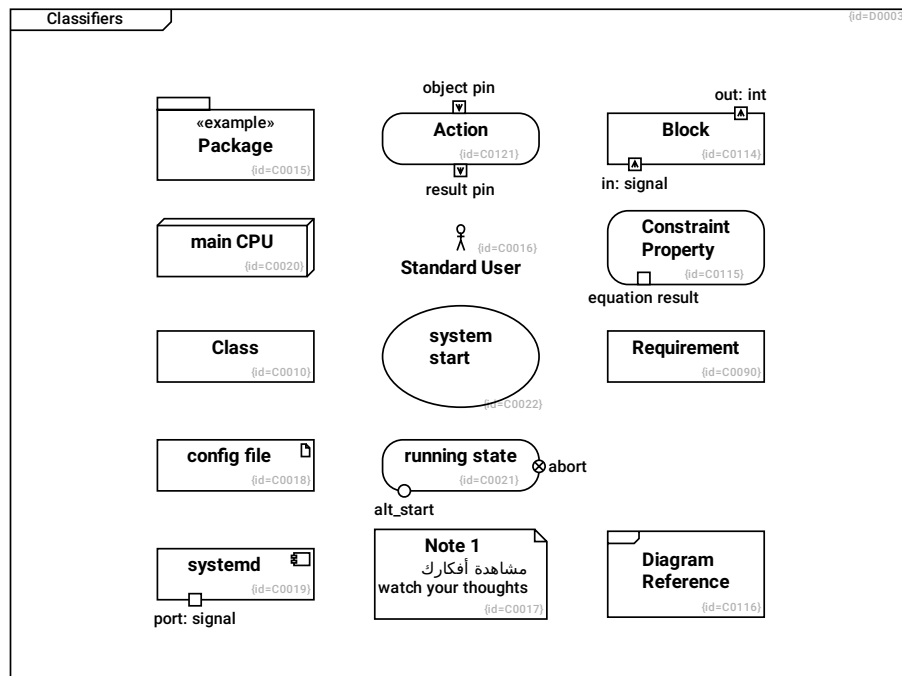 Classifiers
{id=D0003
object pin
out: int
«example»
Package
{id=C0015}
Action
{id=C0121}
Block
{id=C0114}
result pin
in: signal
main CPU
{id=C0020}
{id=C0016}
Standard User
Constraint
Property
{id=C0115}
equation result
Class
{id=C0010}
system
start
{id=C0022}
Requirement
{id=C0090}
config file
{id=C0018}
running state
{id=C0021}
abort
alt_start
systemd
{id=C0019}
port: signal
Note 1
مشاهدة أفكارك
watch your thoughts
{id=C0017}
Diagram
Reference
{id=C0116}